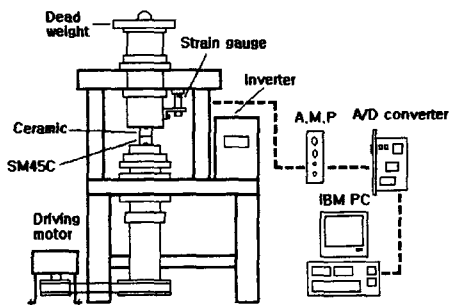 Dead
weight
Strain gauge
Inverter
A.M.P
A/D converter
Ceramic
SM45C
IBM PC
Driving
motor